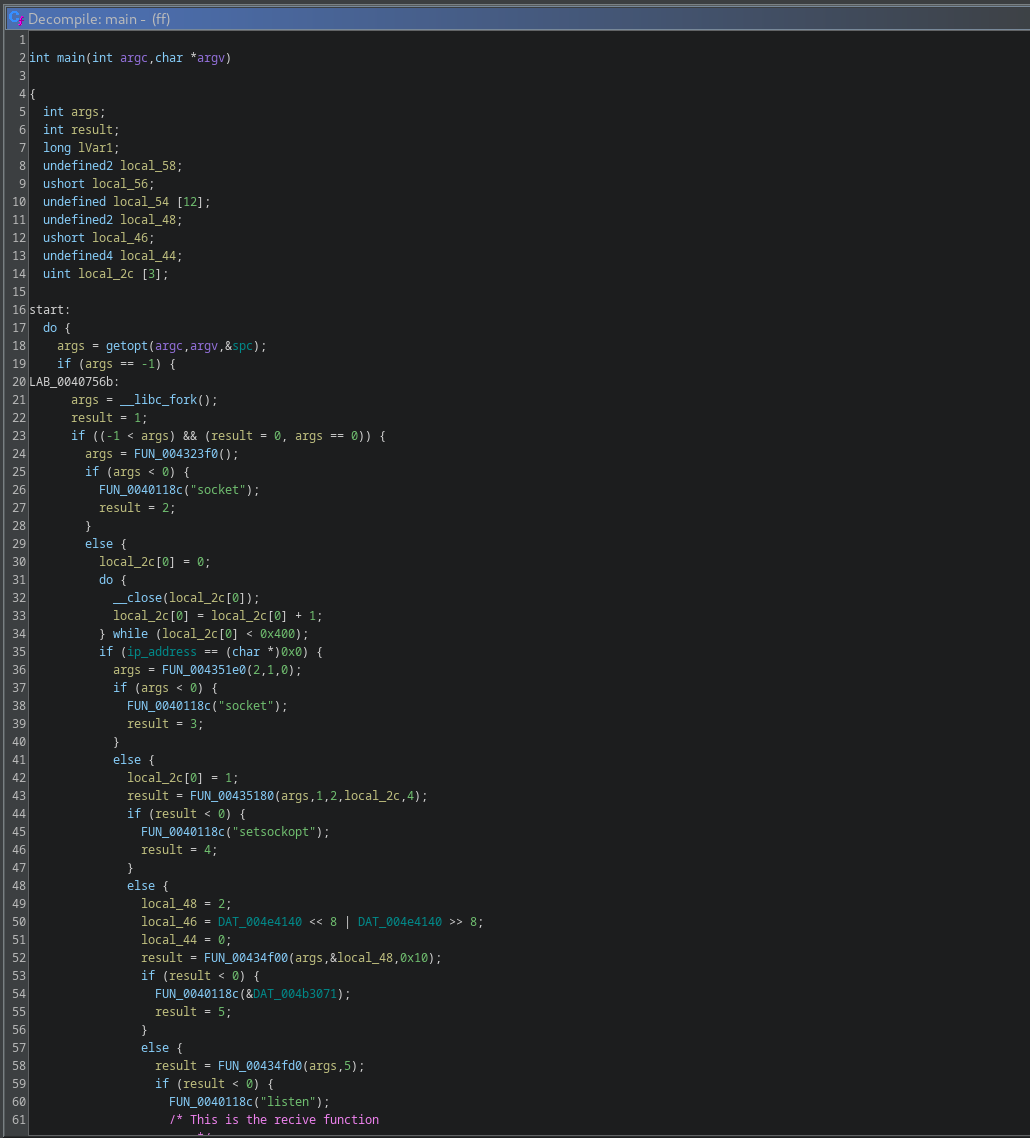 Decompile: main - (ff)
1
2 int main(int argc,char *argv)
3
4 {
5 int args;
6 int result;
7 long lVar1;
8 undefined2 local_58;
9 ushort local_56;
10 undefined local_54 [12];
11 undefined2 local_48;
12 ushort local_46;
13 undefined4 local_44;
14 uint local_2c [3];
15
16 start:
17 do {
18 args = getopt(argc,argv,&spc);
19 if (args == -1) {
20 LAB_0040756b:
21 args = __libc_fork();
22 result = 1;
23 if ((-1 < args) && (result = 0, args == 0)) {
24 args = FUN_004323f0();
25 if (args < 0) {
26 FUN_0040118c("socket");
27 result = 2;
28 }
29 else {
30 local_2c[0] = 0;
31 do {
32 __close(local_2c[0]);
33 local_2c[0] = local_2c[0] + 1;
34 } while (local_2c[0] < 0x400);
35 if (ip_address == (char *)0x0) {
36 args = FUN_004351e0(2,1,0);
37 if (args < 0) {
38 FUN_0040118c("socket");
39 result = 3;
40 }
41 else {
42 local_2c[0] = 1;
43 result = FUN_00435180(args,1,2,local_2c,4);
44 if (result < 0) {
45 FUN_0040118c("setsockopt");
46 result = 4;
47 }
48 else {
49 local_48 = 2;
50 local_46 = DAT_004e4140 << 8 | DAT_004e4140 >> 8;
51 local_44 = 0;
52 result = FUN_00434f00(args,&local_48,0x10);
53 if (result < 0) {
54 FUN_0040118c(&DAT_004b3071);
55 result = 5;
56 }
57 else {
58 result = FUN_00434fd0(args,5);
59 if (result < 0) {
60 FUN_0040118c("listen");
61 /* This is the recive function